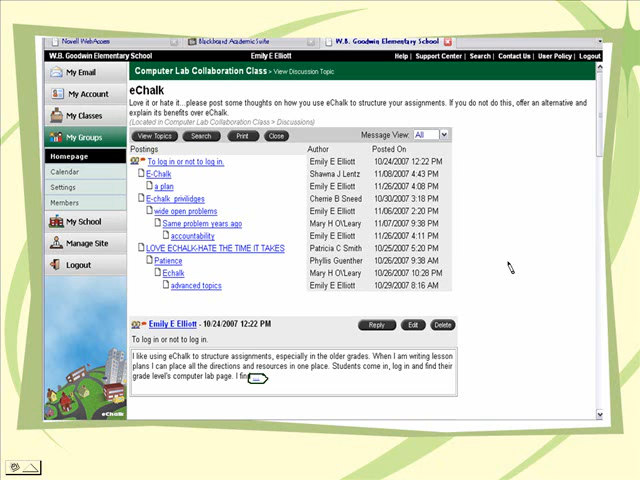 Novell WebAccess Blackboard Academic Suite W.B. Goodwin Elementary School
W.B. Goodwin Elementary School Emily E Elliott Help | Support Center | Search | Contact Us | User Policy | Logout
My Email
My Account
My Classes
My Groups
Homepage
Calendar
Settings
Members
My School
Manage Site
Logout
eChalk
Computer Lab Collaboration Class > View Discussion Topic
eChalk
Love it or hate it...please post some thoughts on how you use eChalk to structure your assignments. If you do not do this, offer an alternative and
explain its benefits over eChalk.
(Located in Computer Lab Collaboration Class > Discussions)
View Topics Search Print Close Message View: All
Postings Author Posted On
To log in or not to log in. Emily E Elliott 10/24/2007 12:22 PM
E-Chalk Shawna J Lentz 11/08/2007 4:43 PM
a plan Emily E Elliott 11/26/2007 4:08 PM
E-chalk privilidges Cherrie B Sneed 10/30/2007 3:18 PM
wide open problems Emily E Elliott 11/06/2007 2:20 PM
Same problem years ago Mary H O\'Leary 11/07/2007 9:38 PM
accountability Emily E Elliott 11/27/2007 4:11 PM
LOVE ECHALK-HATE THE TIME IT TAKES Patricia C Smith 10/25/2007 5:20 PM
Patience Phyllis Guenther 10/26/2007 9:38 AM
Echalk Mary H O\'Leary 10/26/2007 10:28 PM
advanced topics Emily E Elliott 10/29/2007 8:16 AM
Emily E Elliott - 10/24/2007 12:22 PM Reply Edit Delete
To log in or not to log in.
I like using eChalk to structure assignments, especially in the older grades. When I am writing lesson
plans I can place all the directions and resources in one place. Students come in, log in and find their
grade level's computer lab page. I fin ...